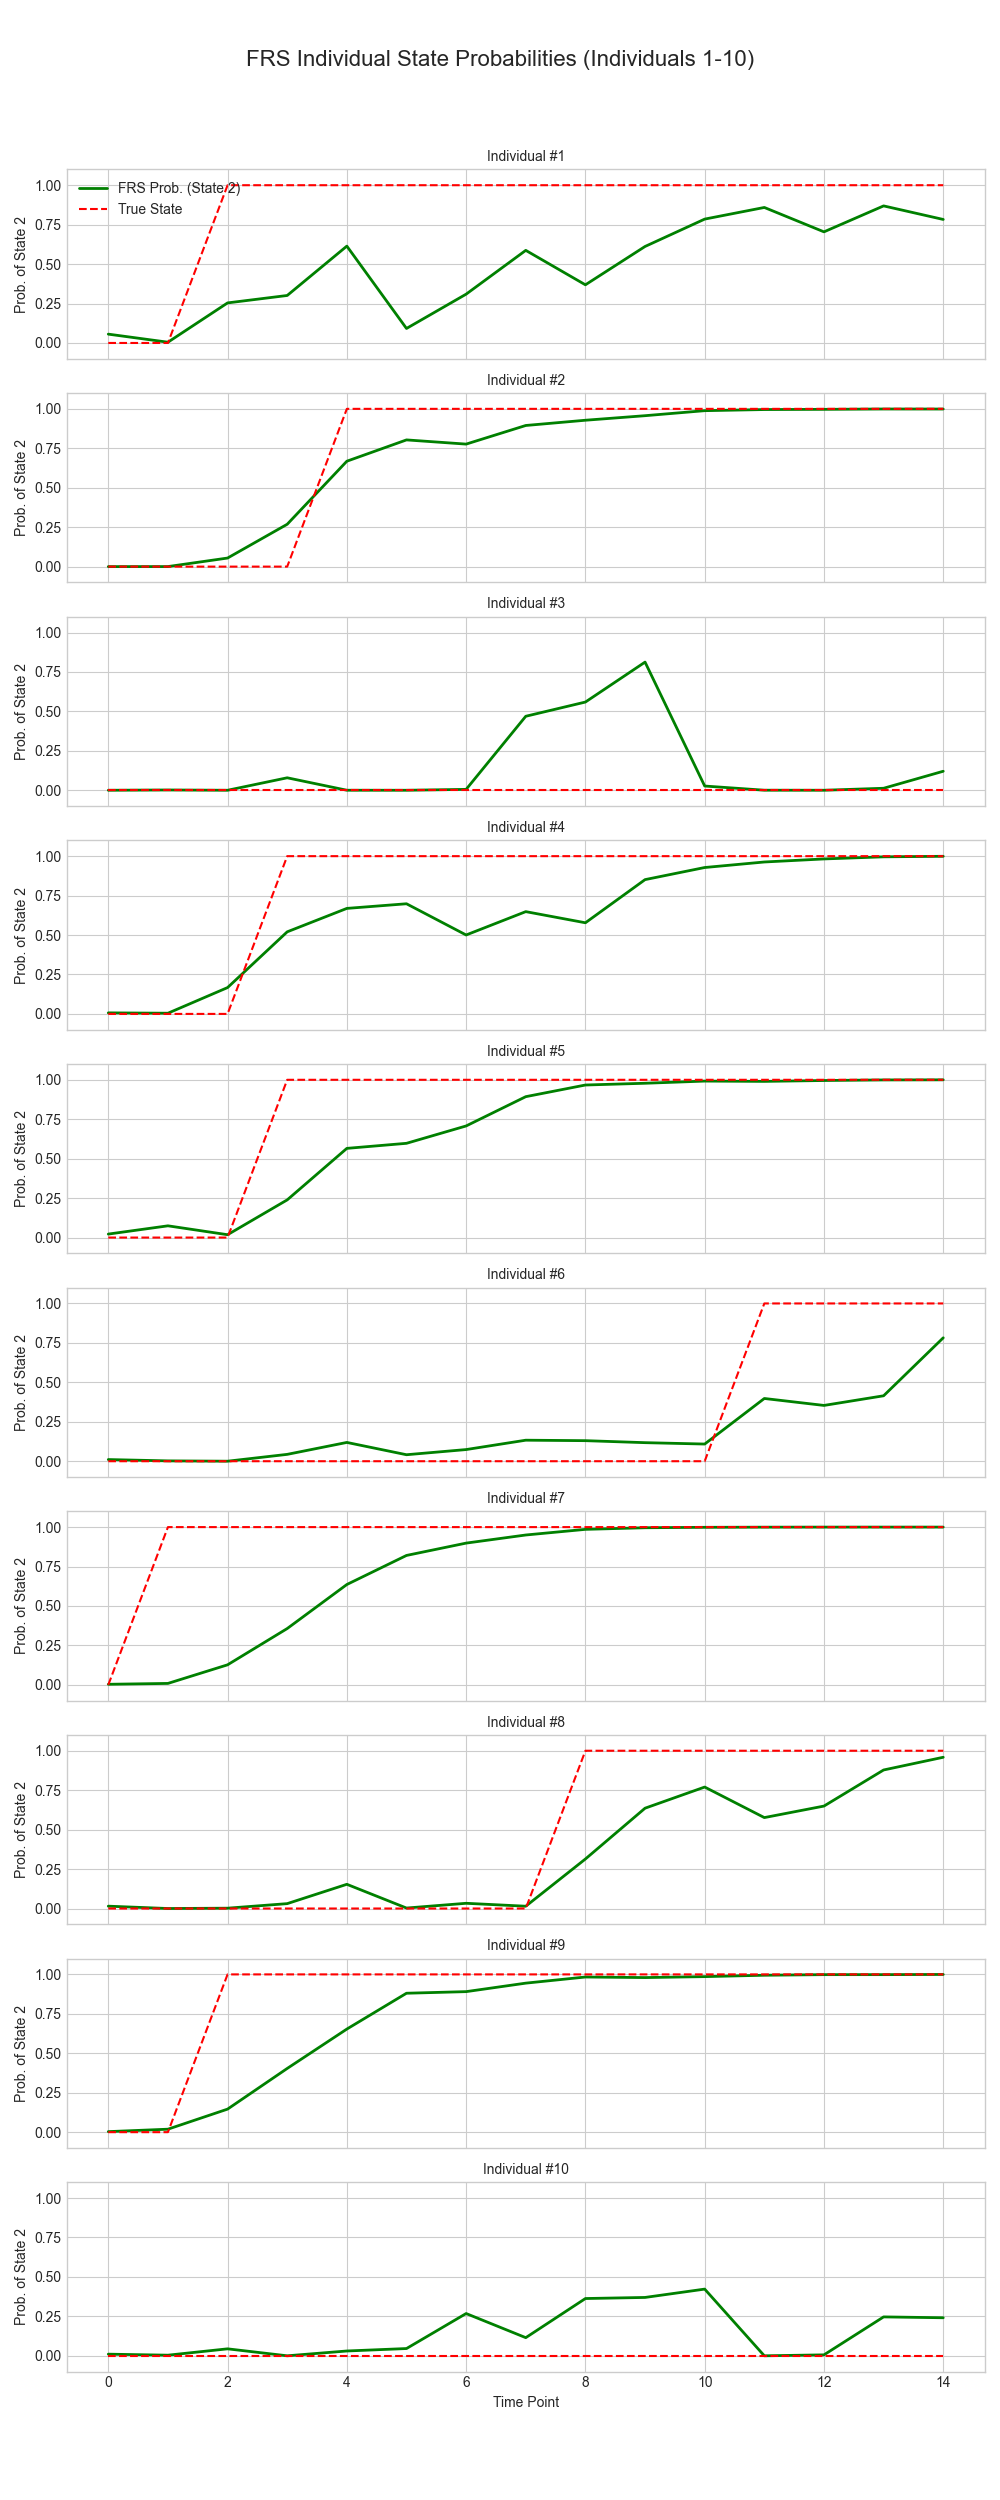 FRS Individual State Probabilities (Individuals 1-10)
Individual #1
FRS Prob. (State 2)
True State
1.00
0.75
0.50
0.25
0.00
Prob. of State 2
Individual #2
1.00
0.75
0.50
0.25
0.00
Prob. of State 2
Individual #3
1.00
0.75
0.50
0.25
0.00
Prob. of State 2
Individual #4
1.00
0.75
0.50
0.25
0.00
Prob. of State 2
Individual #5
1.00
0.75
0.50
0.25
0.00
Prob. of State 2
Individual #6
1.00
0.75
0.50
0.25
0.00
Prob. of State 2
Individual #7
1.00
0.75
0.50
0.25
0.00
Prob. of State 2
Individual #8
1.00
0.75
0.50
0.25
0.00
Prob. of State 2
Individual #9
1.00
0.75
0.50
0.25
0.00
Prob. of State 2
Individual #10
1.00
0.75
0.50
0.25
0.00
Prob. of State 2
0 2 4 6 8 10 12 14
Time Point